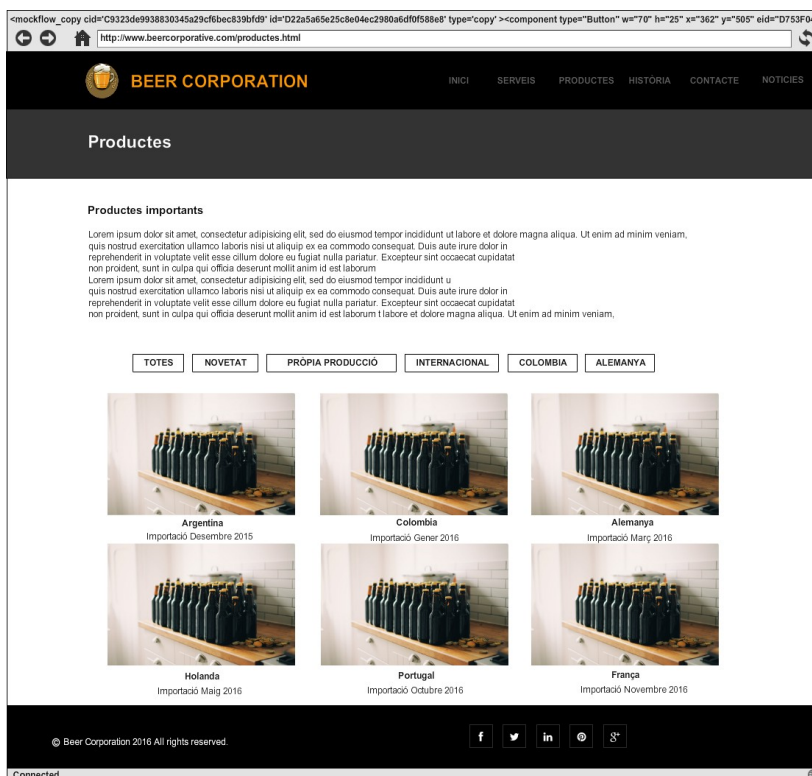 <mockflow_copy cid='C9323de9938830345a29cf6bec839bfd9' id='D22a5a65e25c8e04ec2980a6df0f588e8' type='copy' ><component type="Button" w="70" h="25" x="362" y="505" eid="D753F04
http://www.beercorporative.com/productes.html
BEER CORPORATION
INICI SERVEIS PRODUCTES HISTÒRIA CONTACTE NOTICIES
Productes
Productes importants
Lorem ipsum dolor sit amet, consectetur adipisicing elit, sed do eiusmod tempor incididunt ut labore et dolore magna aliqua. Ut enim ad minim veniam,
quis nostrud exercitation ullamco laboris nisi ut aliquip ex ea commodo consequat. Duis aute irure dolor in
reprehenderit in voluptate velit esse cillum dolore eu fugiat nulla pariatur. Excepteur sint occaecat cupidatat
non proident, sunt in culpa qui officia deserunt mollit anim id est laborum
Lorem ipsum dolor sit amet, consectetur adipisicing elit, sed do eiusmod tempor incididunt u
quis nostrud exercitation ullamco laboris nisi ut aliquip ex ea commodo consequat. Duis aute irure dolor in
reprehenderit in voluptate velit esse cillum dolore eu fugiat nulla pariatur. Excepteur sint occaecat cupidatat
non proident, sunt in culpa qui officia deserunt mollit anim id est laborum t labore et dolore magna aliqua. Ut enim ad minim veniam,
TOTES NOVETAT PRÒPIA PRODUCCIÓ INTERNACIONAL COLOMBIA ALEMANYA
Argentina Colombia Alemanya
Importació Desembre 2015 Importació Gener 2016 Importació Març 2016
Holanda Portugal França
Importació Maig 2016 Importació Octubre 2016 Importació Novembre 2016
© Beer Corporation 2016 All rights reserved.
Connected